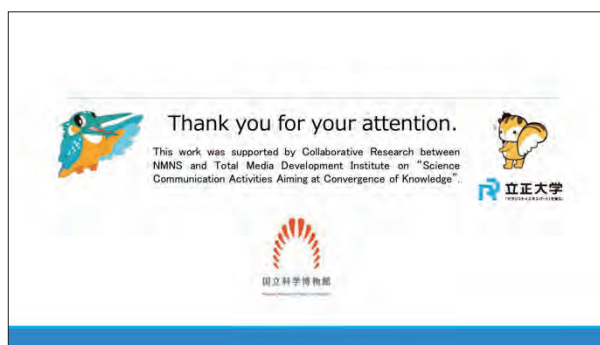 Thank you for your attention.
This work was supported by Collaborative Research between
NMNS and Total Media Development Institute on “Science
Communication Activities Aiming at Convergence of Knowledge”.
立正大学
国立科学博物館